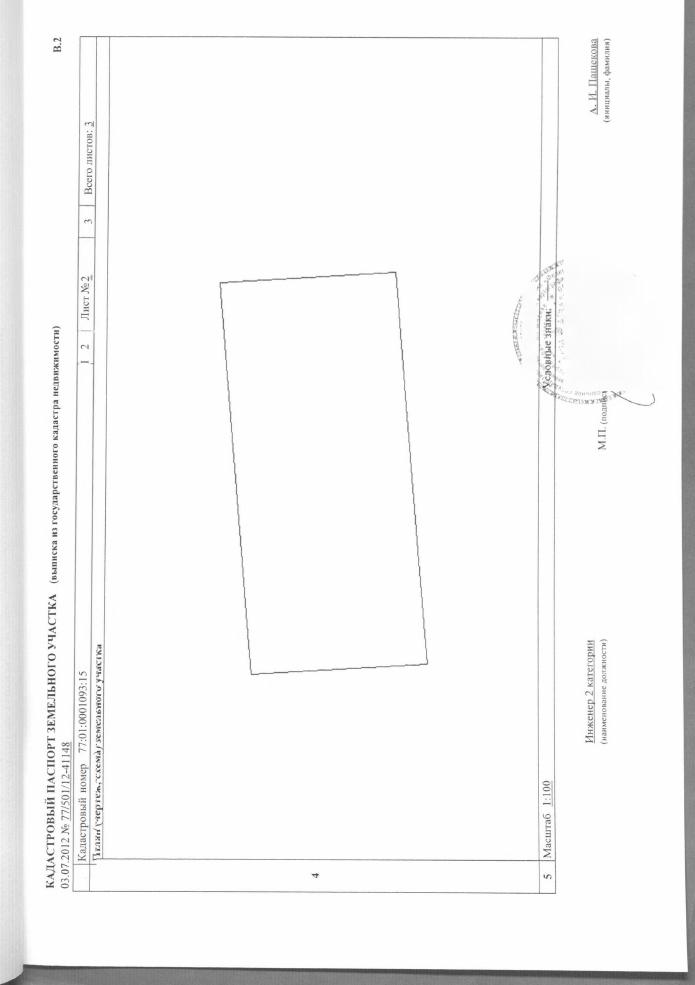 В.2
КАДАСТРОВЫЙ ПАСПОРТ ЗЕМЕЛЬНОГО УЧАСТКА (выписка из государственного кадастра недвижимости)
03.07.2012 № 77/501/12-41148
Кадастровый номер 77:01:0001093:15 2 Лист № 2 3 Всего листов: 3
4 План (чертеж, схема) земельного участка
5 Масштаб 1:100 Условные знаки:
Инженер 2 категории М.П. (подпись А. И. Пашекова
(наименование должности) (инициалы, фамилия)